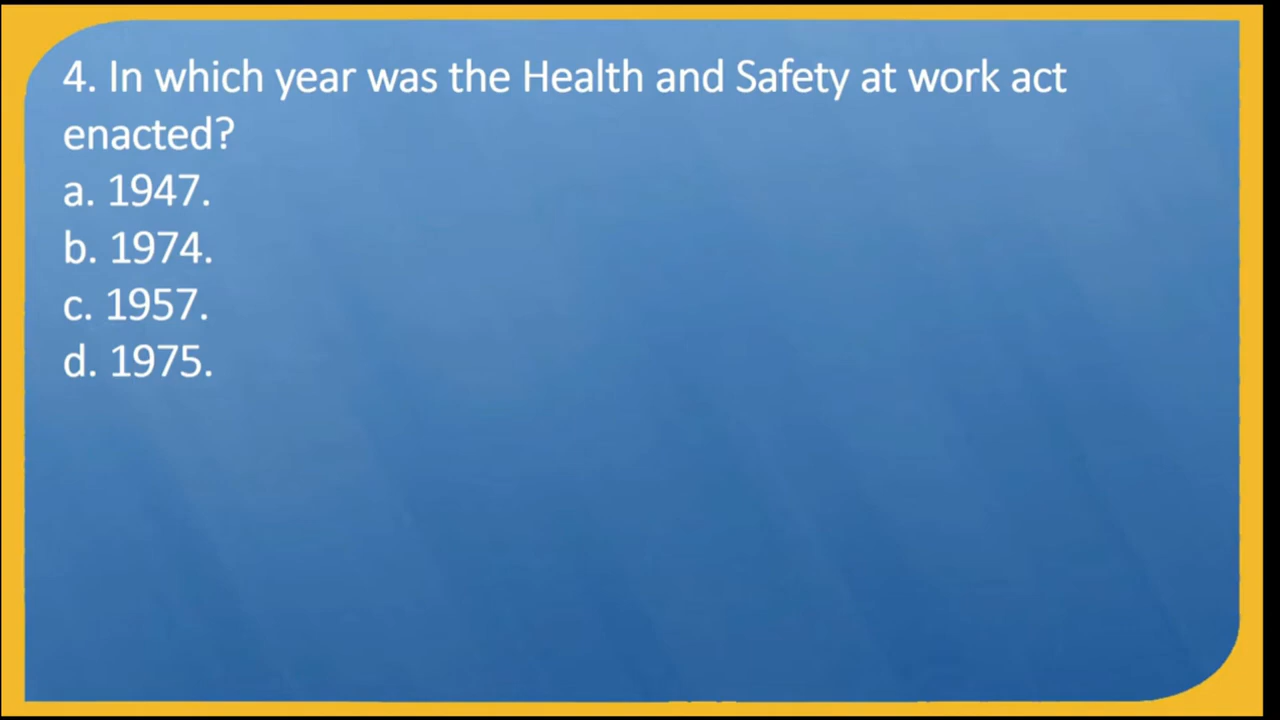 4. In which year was the Health and Safety at work act
enacted?
a. 1947.
b. 1974.
c. 1957.
d. 1975.